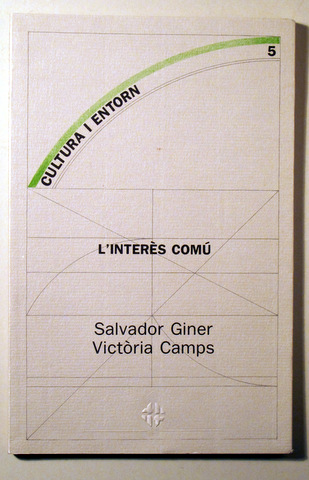 5
CULTURA I ENTORN
L'INTERÈS COMÚ
Salvador Giner
Victòria Camps